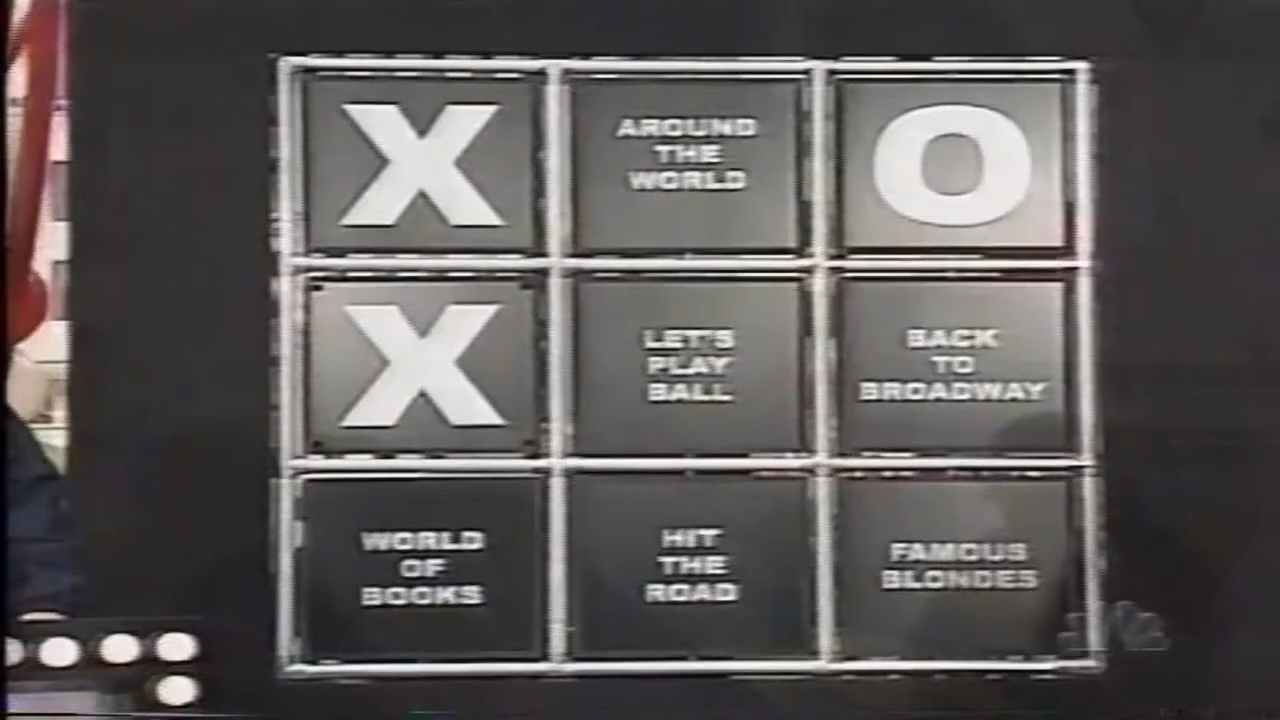 X
AROUND
THE
WORLD
O
X
LET'S
PLAY
BALL
BACK
TO
BROADWAY
WORLD
OF
BOOKS
HIT
THE
ROAD
FAMOUS
BLONDES